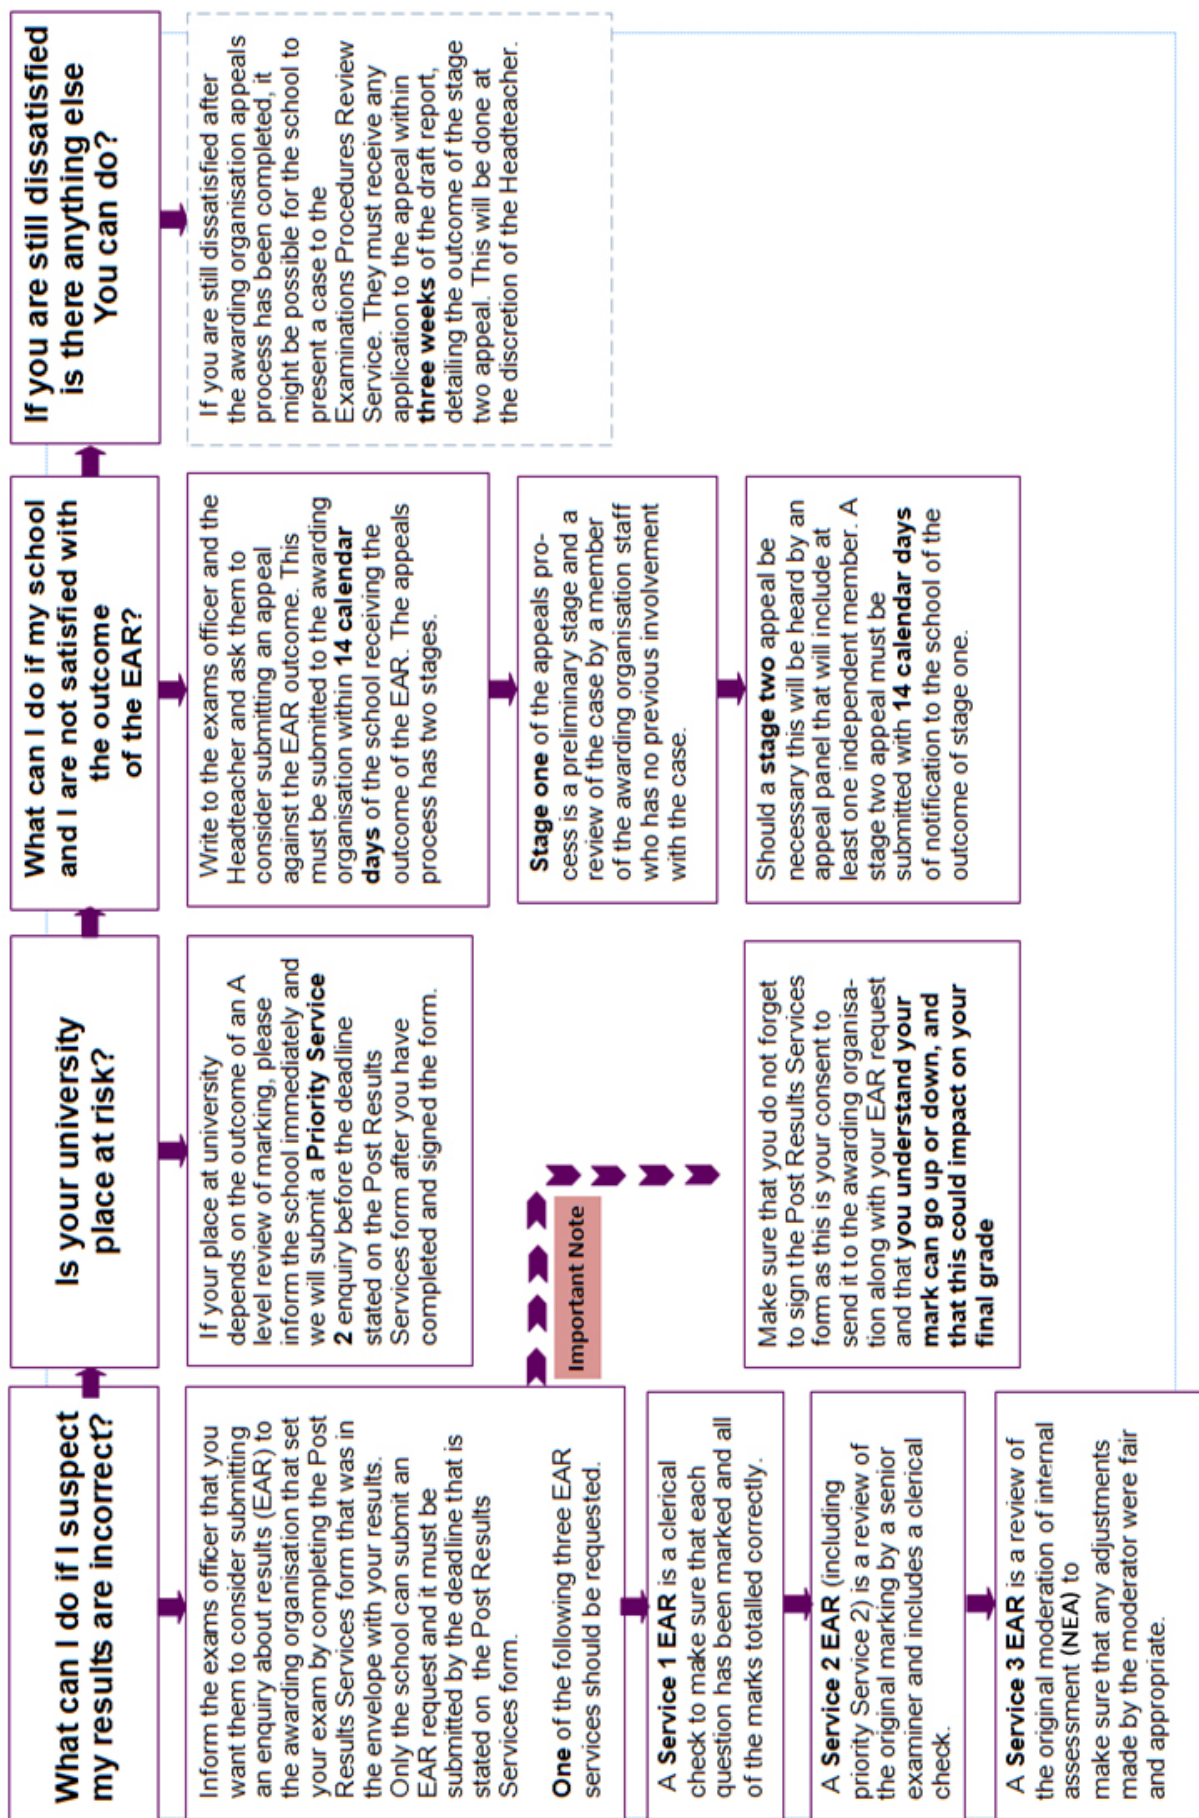 What can I do if I suspect
my results are incorrect?
Inform the exams officer that you
want them to consider submitting
an enquiry about results (EAR) to
the awarding organisation that set
your exam by completing the Post
Results Services form that was in
the envelope with your results.
Only the school can submit an
EAR request and it must be
submitted by the deadline that is
stated on the Post Results
Services form.
One of the following three EAR
services should be requested.
A Service 1 EAR is a clerical
check to make sure that each
question has been marked and all
of the marks totalled correctly.
A Service 2 EAR (including
priority Service 2) is a review of
the original marking by a senior
examiner and includes a clerical
check.
A Service 3 EAR is a review of
the original moderation of internal
assessment (NEA) to
make sure that any adjustments
made by the moderator were fair
and appropriate.
Is your university
place at risk?
If your place at university
depends on the outcome of an A
level review of marking, please
inform the school immediately and
we will submit a Priority Service
2 enquiry before the deadline
stated on the Post Results
Services form after you have
completed and signed the form.
Important Note
Make sure that you do not forget
to sign the Post Results Services
form as this is your consent to
send it to the awarding organisa-
tion along with your EAR request
and that you understand your
mark can go up or down, and
that this could impact on your
final grade
What can I do if my school
and I are not satisfied with
the outcome
of the EAR?
Write to the exams officer and the
Headteacher and ask them to
consider submitting an appeal
against the EAR outcome. This
must be submitted to the awarding
organisation within 14 calendar
days of the school receiving the
outcome of the EAR. The appeals
process has two stages.
Stage one of the appeals pro-
cess is a preliminary stage and a
review of the case by a member
of the awarding organisation staff
who has no previous involvement
with the case.
Should a stage two appeal be
necessary this will be heard by an
appeal panel that will include at
least one independent member. A
stage two appeal must be
submitted with 14 calendar days
of notification to the school of the
outcome of stage one.
If you are still dissatisfied
is there anything else
You can do?
If you are still dissatisfied after
the awarding organisation appeals
process has been completed, it
might be possible for the school to
present a case to the
Examinations Procedures Review
Service. They must receive any
application to the appeal within
three weeks of the draft report,
detailing the outcome of the stage
two appeal. This will be done at
the discretion of the Headteacher.